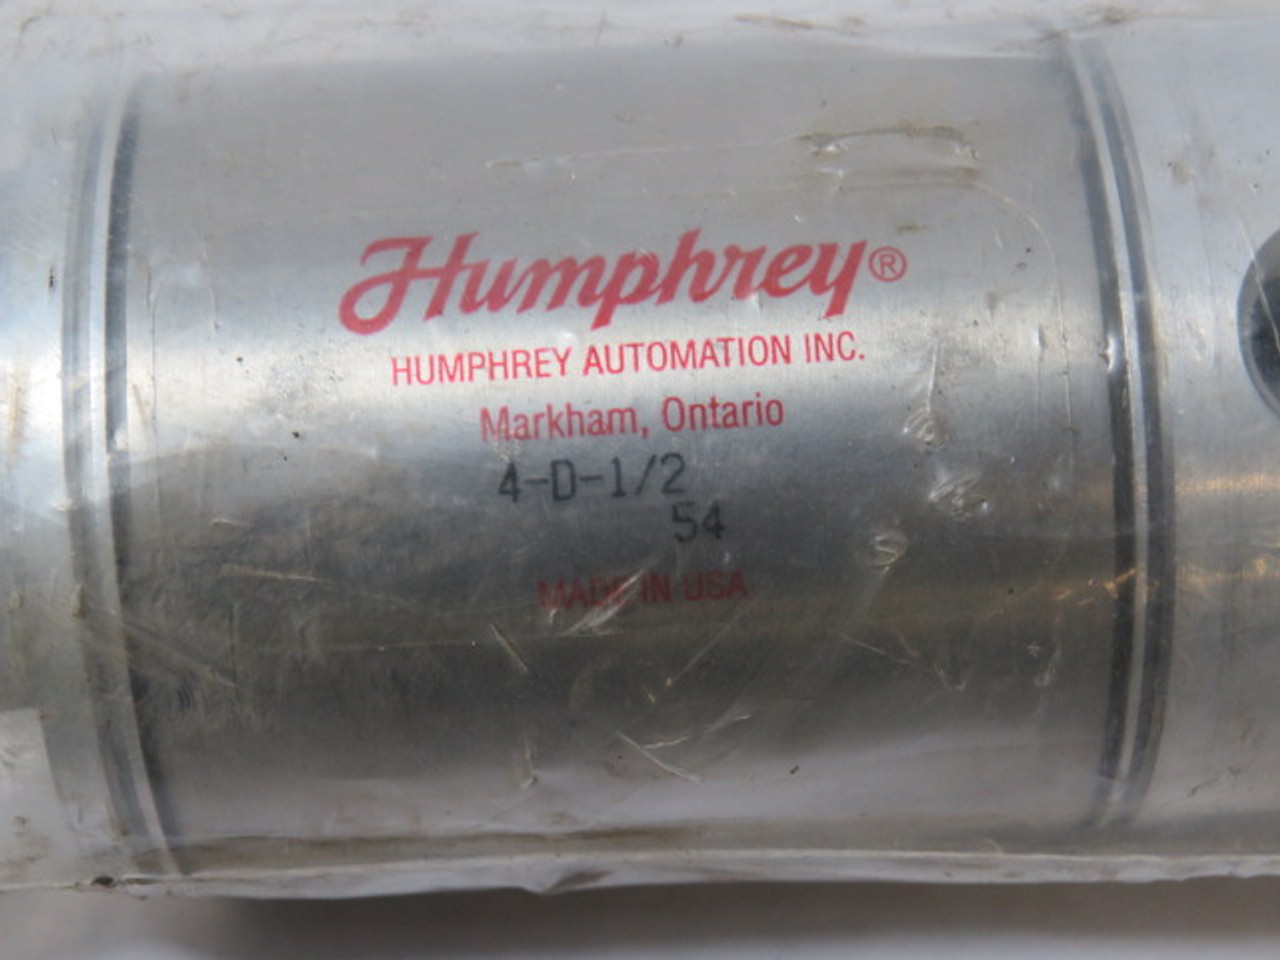 Humphrey®
HUMPHREY AUTOMATION INC.
Markham, Ontario
4-D-1/2
54
MADE IN USA